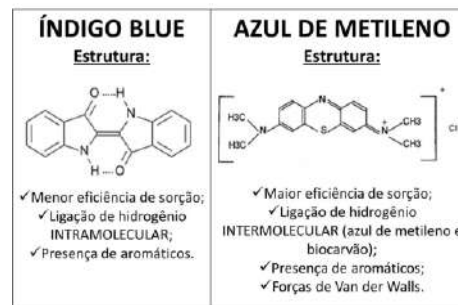 ÍNDIGO BLUE
Estrutura:
O H
N
N
H O
✓Menor eficiência de sorção;
✓Ligação de hidrogênio
INTRAMOLECULAR;
✓Presença de aromáticos.
AZUL DE METILENO
Estrutura:
N
+
H3C
H3C
N
S
N
+
CH3
CH3
Cl
✓Maior eficiência de sorção;
✓Ligação de hidrogênio
INTERMOLECULAR (azul de metileno e
biocarvão);
✓Presença de aromáticos;
✓Forças de Van der Walls.